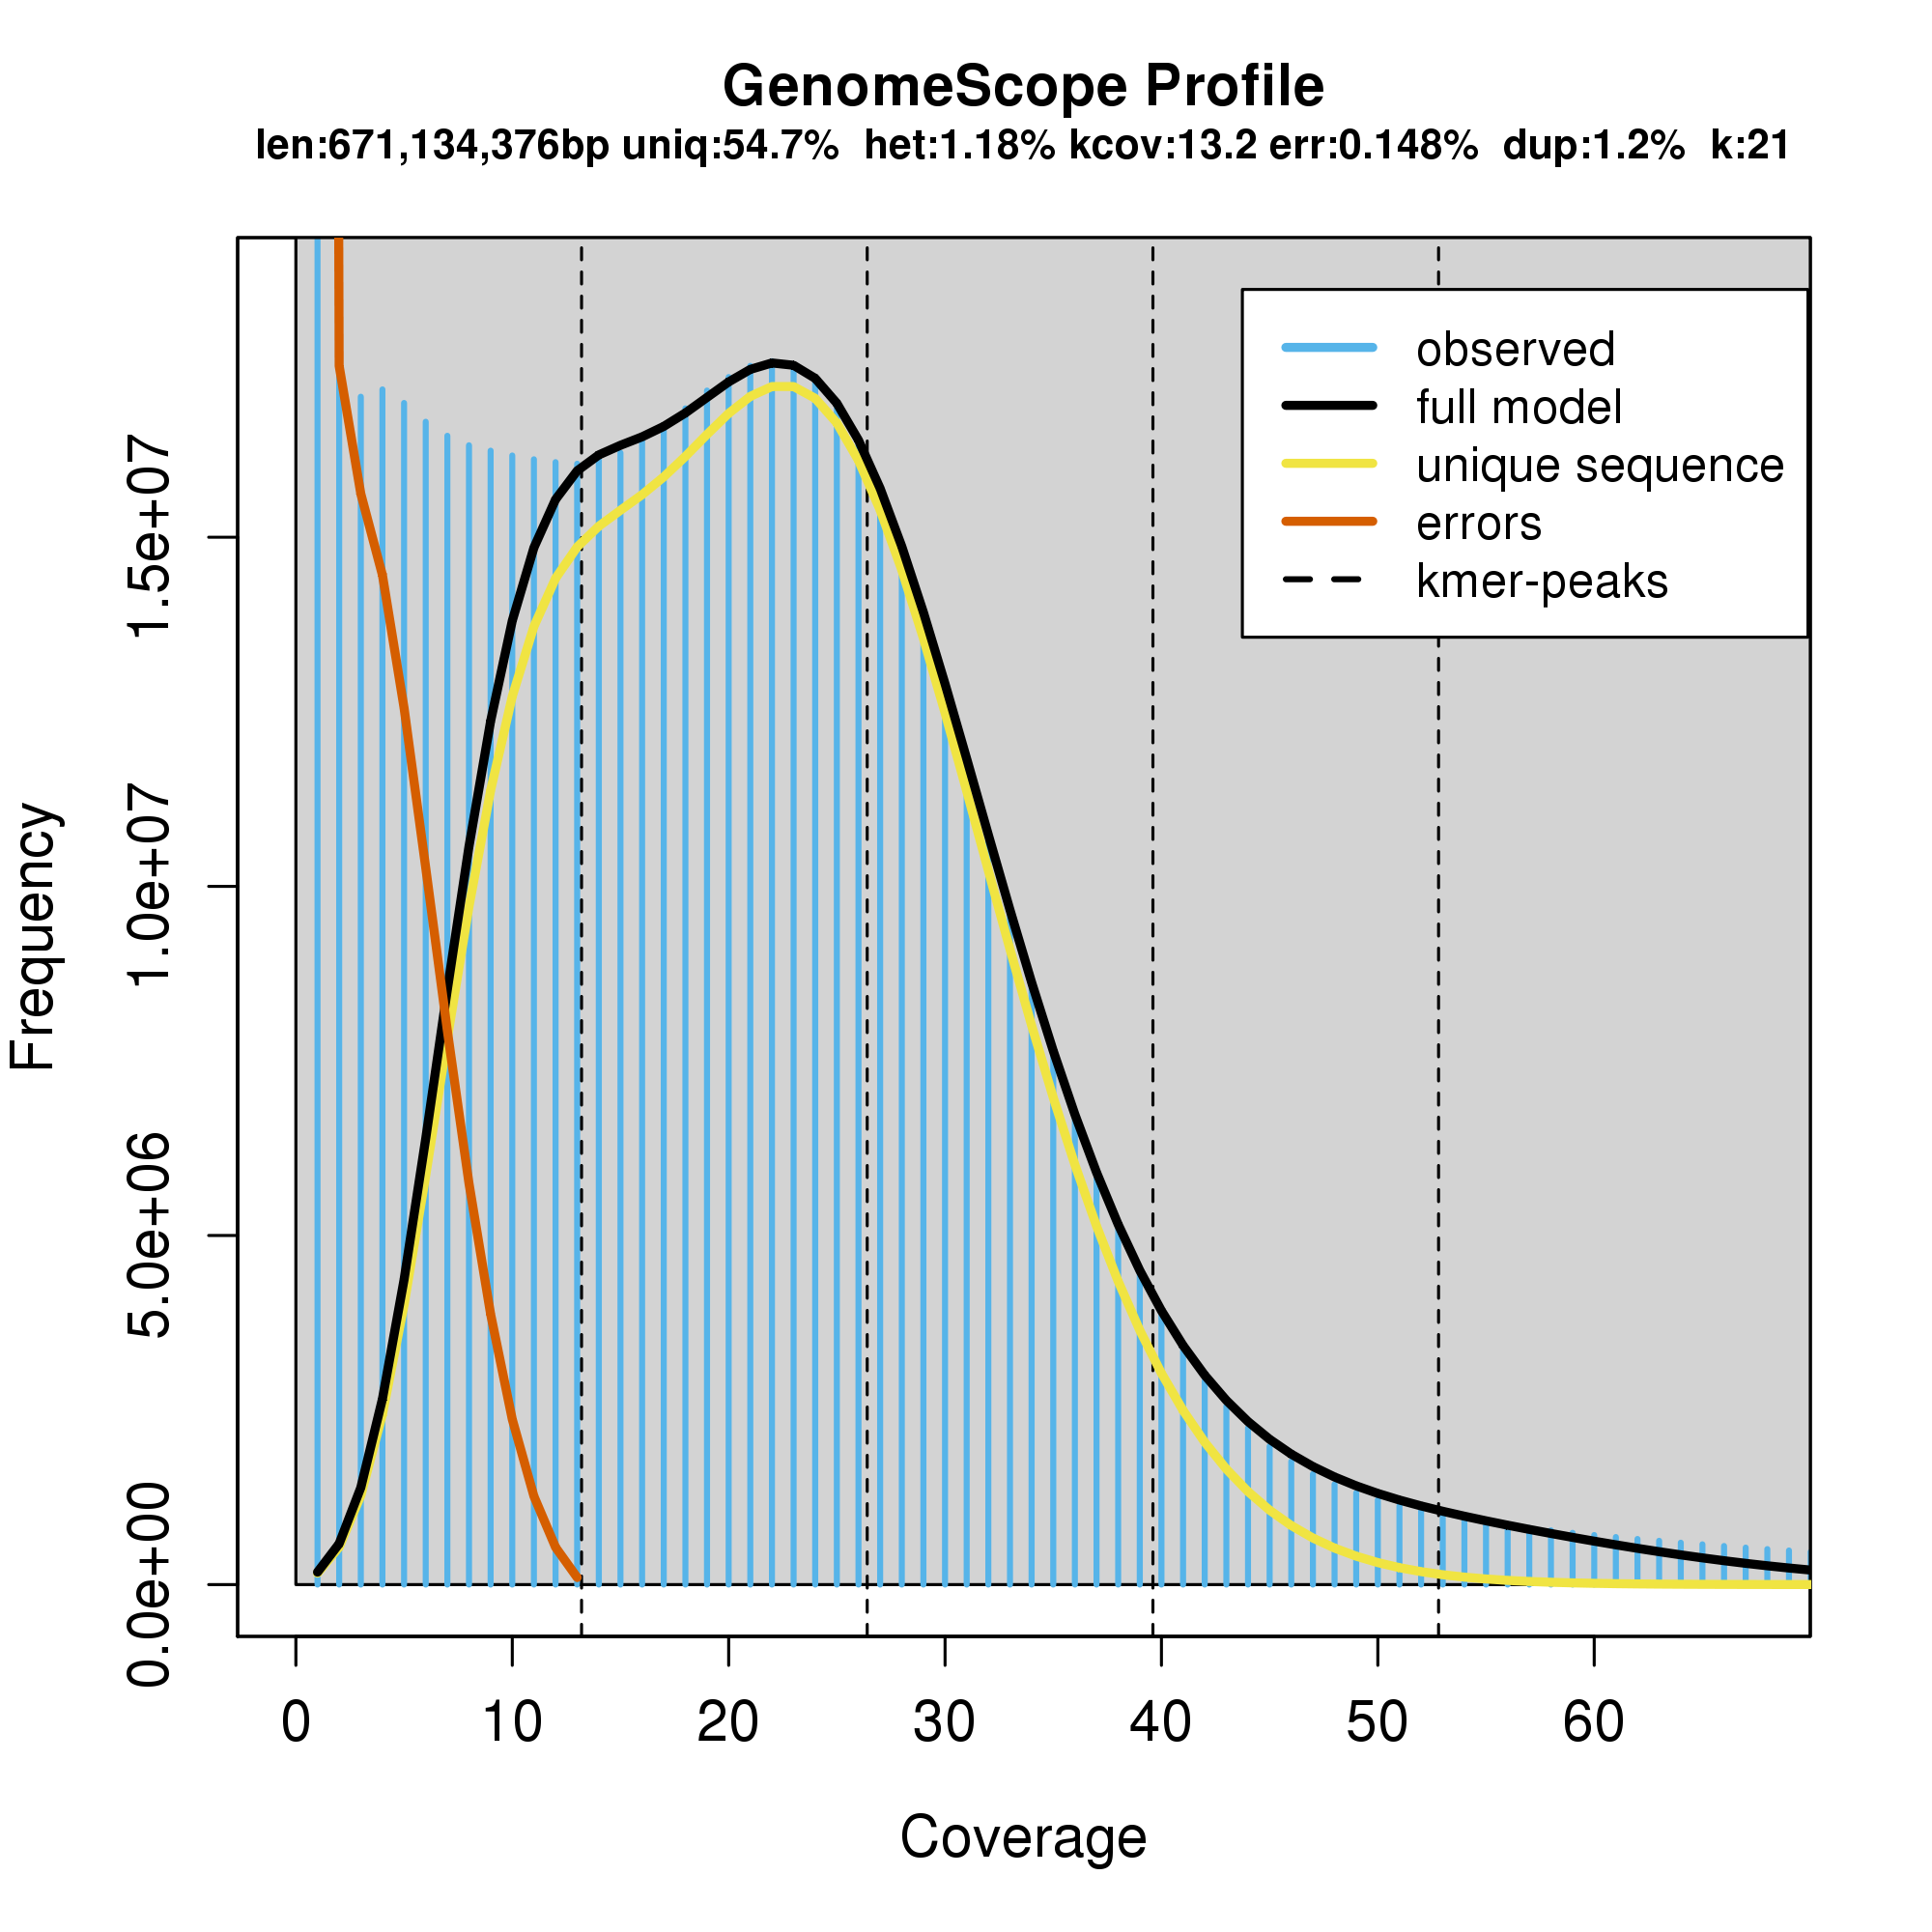 GenomeScope Profile
len:671,134,376bp uniq:54.7% het:1.18% kcov:13.2 err:0.148% dup:1.2% k:21
observed
full model
unique sequence
errors
kmer-peaks
Frequency
1.5e+07
1.0e+07
5.0e+06
0.0e+00
0 10 20 30 40 50 60
Coverage